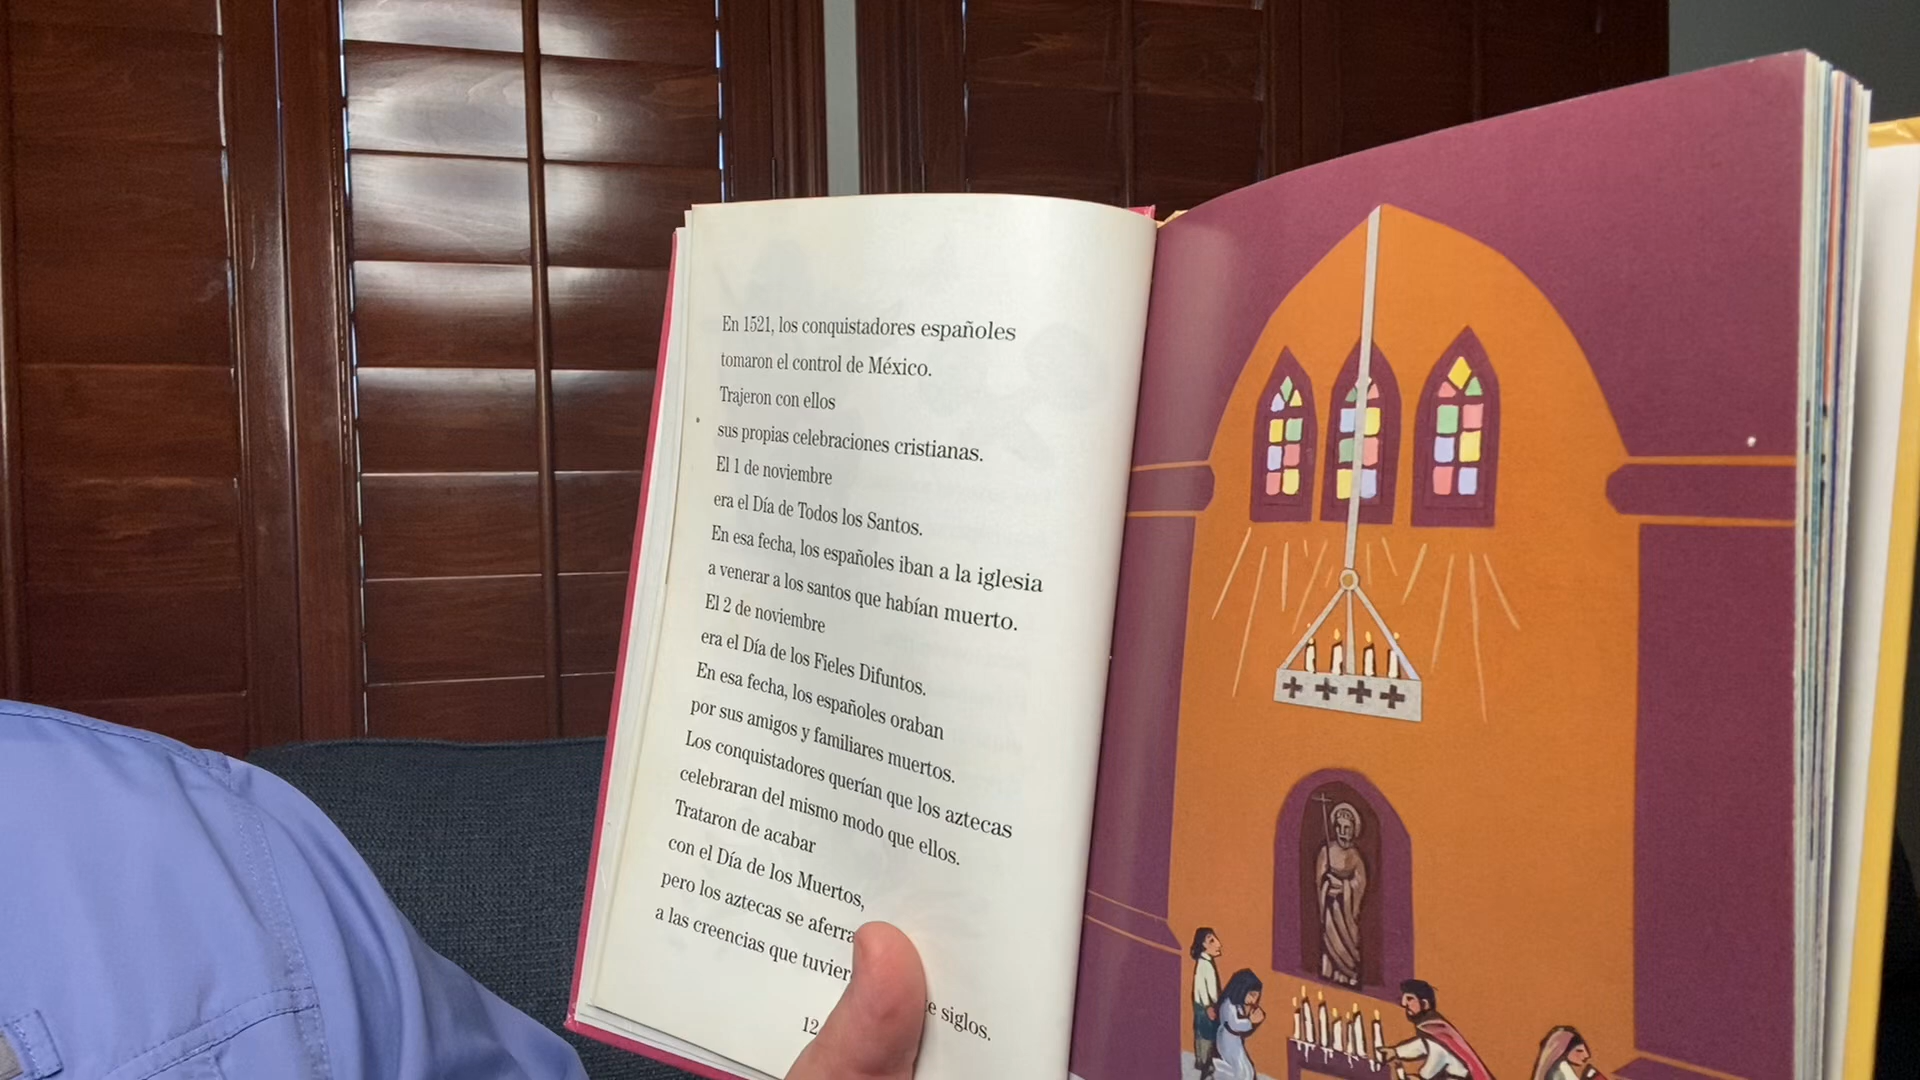 En 1521, los conquistadores españoles
tomaron el control de México.
Trajeron con ellos
sus propias celebraciones cristianas.
El 1 de noviembre
era el Día de Todos los Santos.
En esa fecha, los españoles iban a la iglesia
a venerar a los santos que habían muerto.
El 2 de noviembre
era el Día de los Fieles Difuntos.
En esa fecha, los españoles oraban
por sus amigos y familiares muertos.
Los conquistadores querían que los aztecas
celebraran del mismo modo que ellos.
Trataron de acabar
con el Día de los Muertos,
pero los aztecas se
a las creencias que siglos.
12